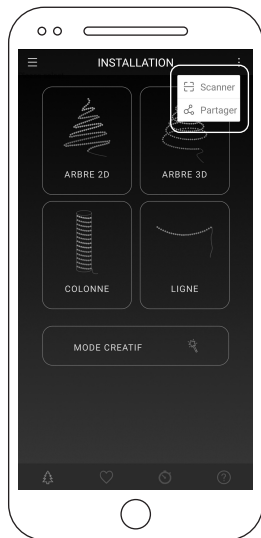 INSTALLATION
Scanner
Partager
ARBRE 2D
ARBRE 3D
COLONNE
LIGNE
MODE CREATIF
?